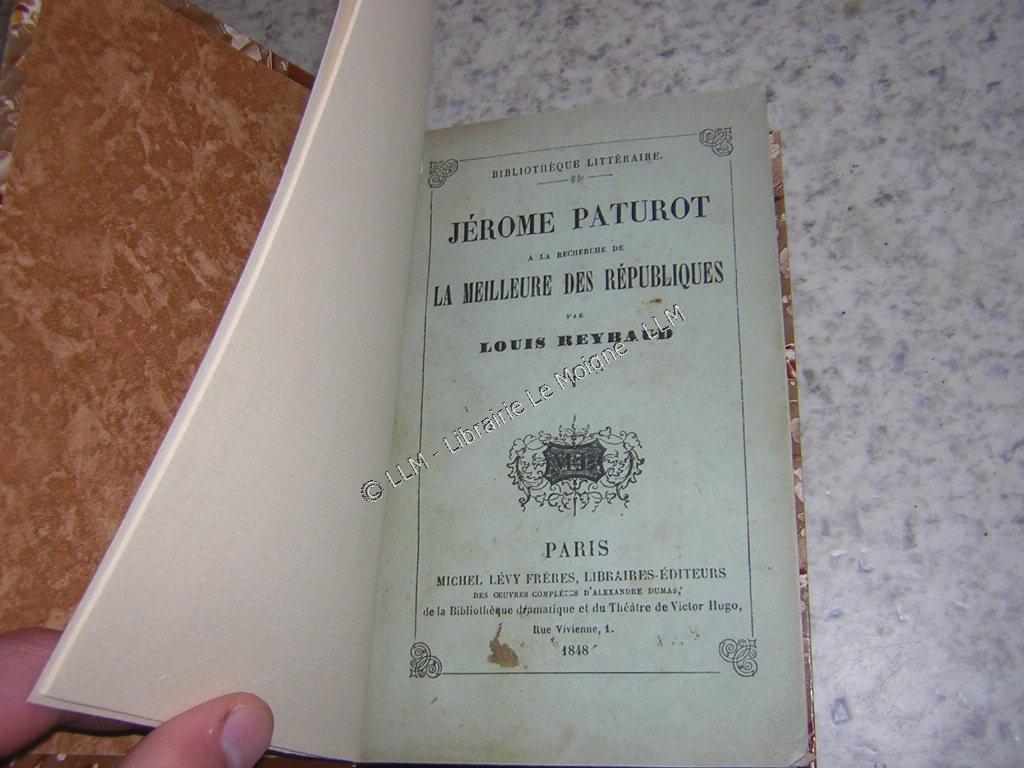 BIBLIOTHÈQUE LITTÉRAIRE.
JÉROME PATUROT
A LA RECHERCHE DE
LA MEILLEURE DES RÉPUBLIQUES
PAR
LOUIS REYBAUD
© LLM - Librairie Le Moigne - LLM
PARIS
MICHEL LÉVY FRÈRES, LIBRAIRES-ÉDITEURS
DES ŒUVRES COMPLÈTES D'ALEXANDRE DUMAS,
de la Bibliothèque dramatique et du Théâtre de Victor Hugo,
Rue Vivienne, 1.
1848